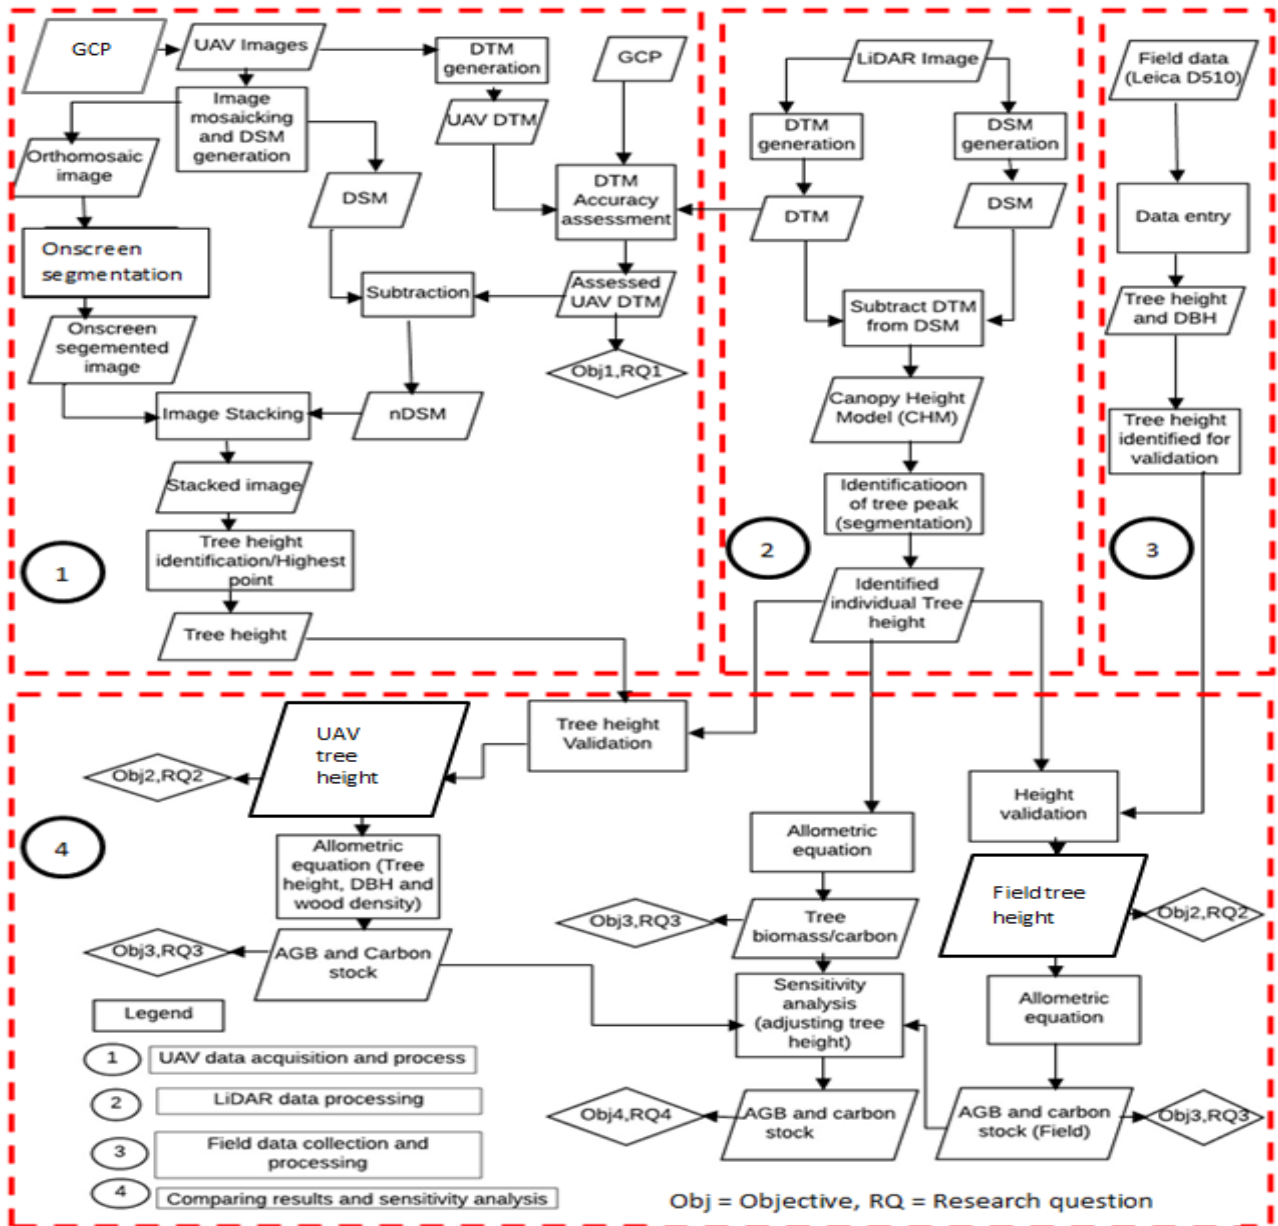 GCP
UAV Images
DTM
generation
GCP
Image
mosaicking
and DSM
generation
UAV DTM
Orthomosaic
image
DSM
DTM
Accuracy
assessment
Onscreen
segmentation
Subtraction
Assessed
UAV DTM
Onscreen
segemented
image
Obj1,RQ1
Image Stacking
nDSM
Stacked image
Tree height
identification/Highest
point
1
Tree height
LiDAR Image
DTM
generation
DSM
generation
DTM
DSM
Subtract DTM
from DSM
Canopy Height
Model (CHM)
Identificatioon
of tree peak
(segmentation)
2
Identified
individual Tree
height
Field data
(Leica D510)
Data entry
Tree height
and DBH
Tree height
identified for
validation
3
UAV
tree
height
Tree height
Validation
Obj2,RQ2
Height
validation
4
Allometric
equation (Tree
height, DBH and
wood density)
Allometric
equation
Field tree
height
Obj2,RQ2
Obj3,RQ3
Tree
biomass/carbon
Obj3,RQ3
AGB and Carbon
stock
Sensitivity
analysis
(adjusting tree
height)
Allometric
equation
Obj4,RQ4
AGB and carbon
stock
AGB and carbon
stock (Field)
Obj3,RQ3
Legend
1 UAV data acquisition and process
2 LiDAR data processing
3 Field data collection and
processing
4 Comparing results and sensitivity analysis
Obj = Objective, RQ = Research question